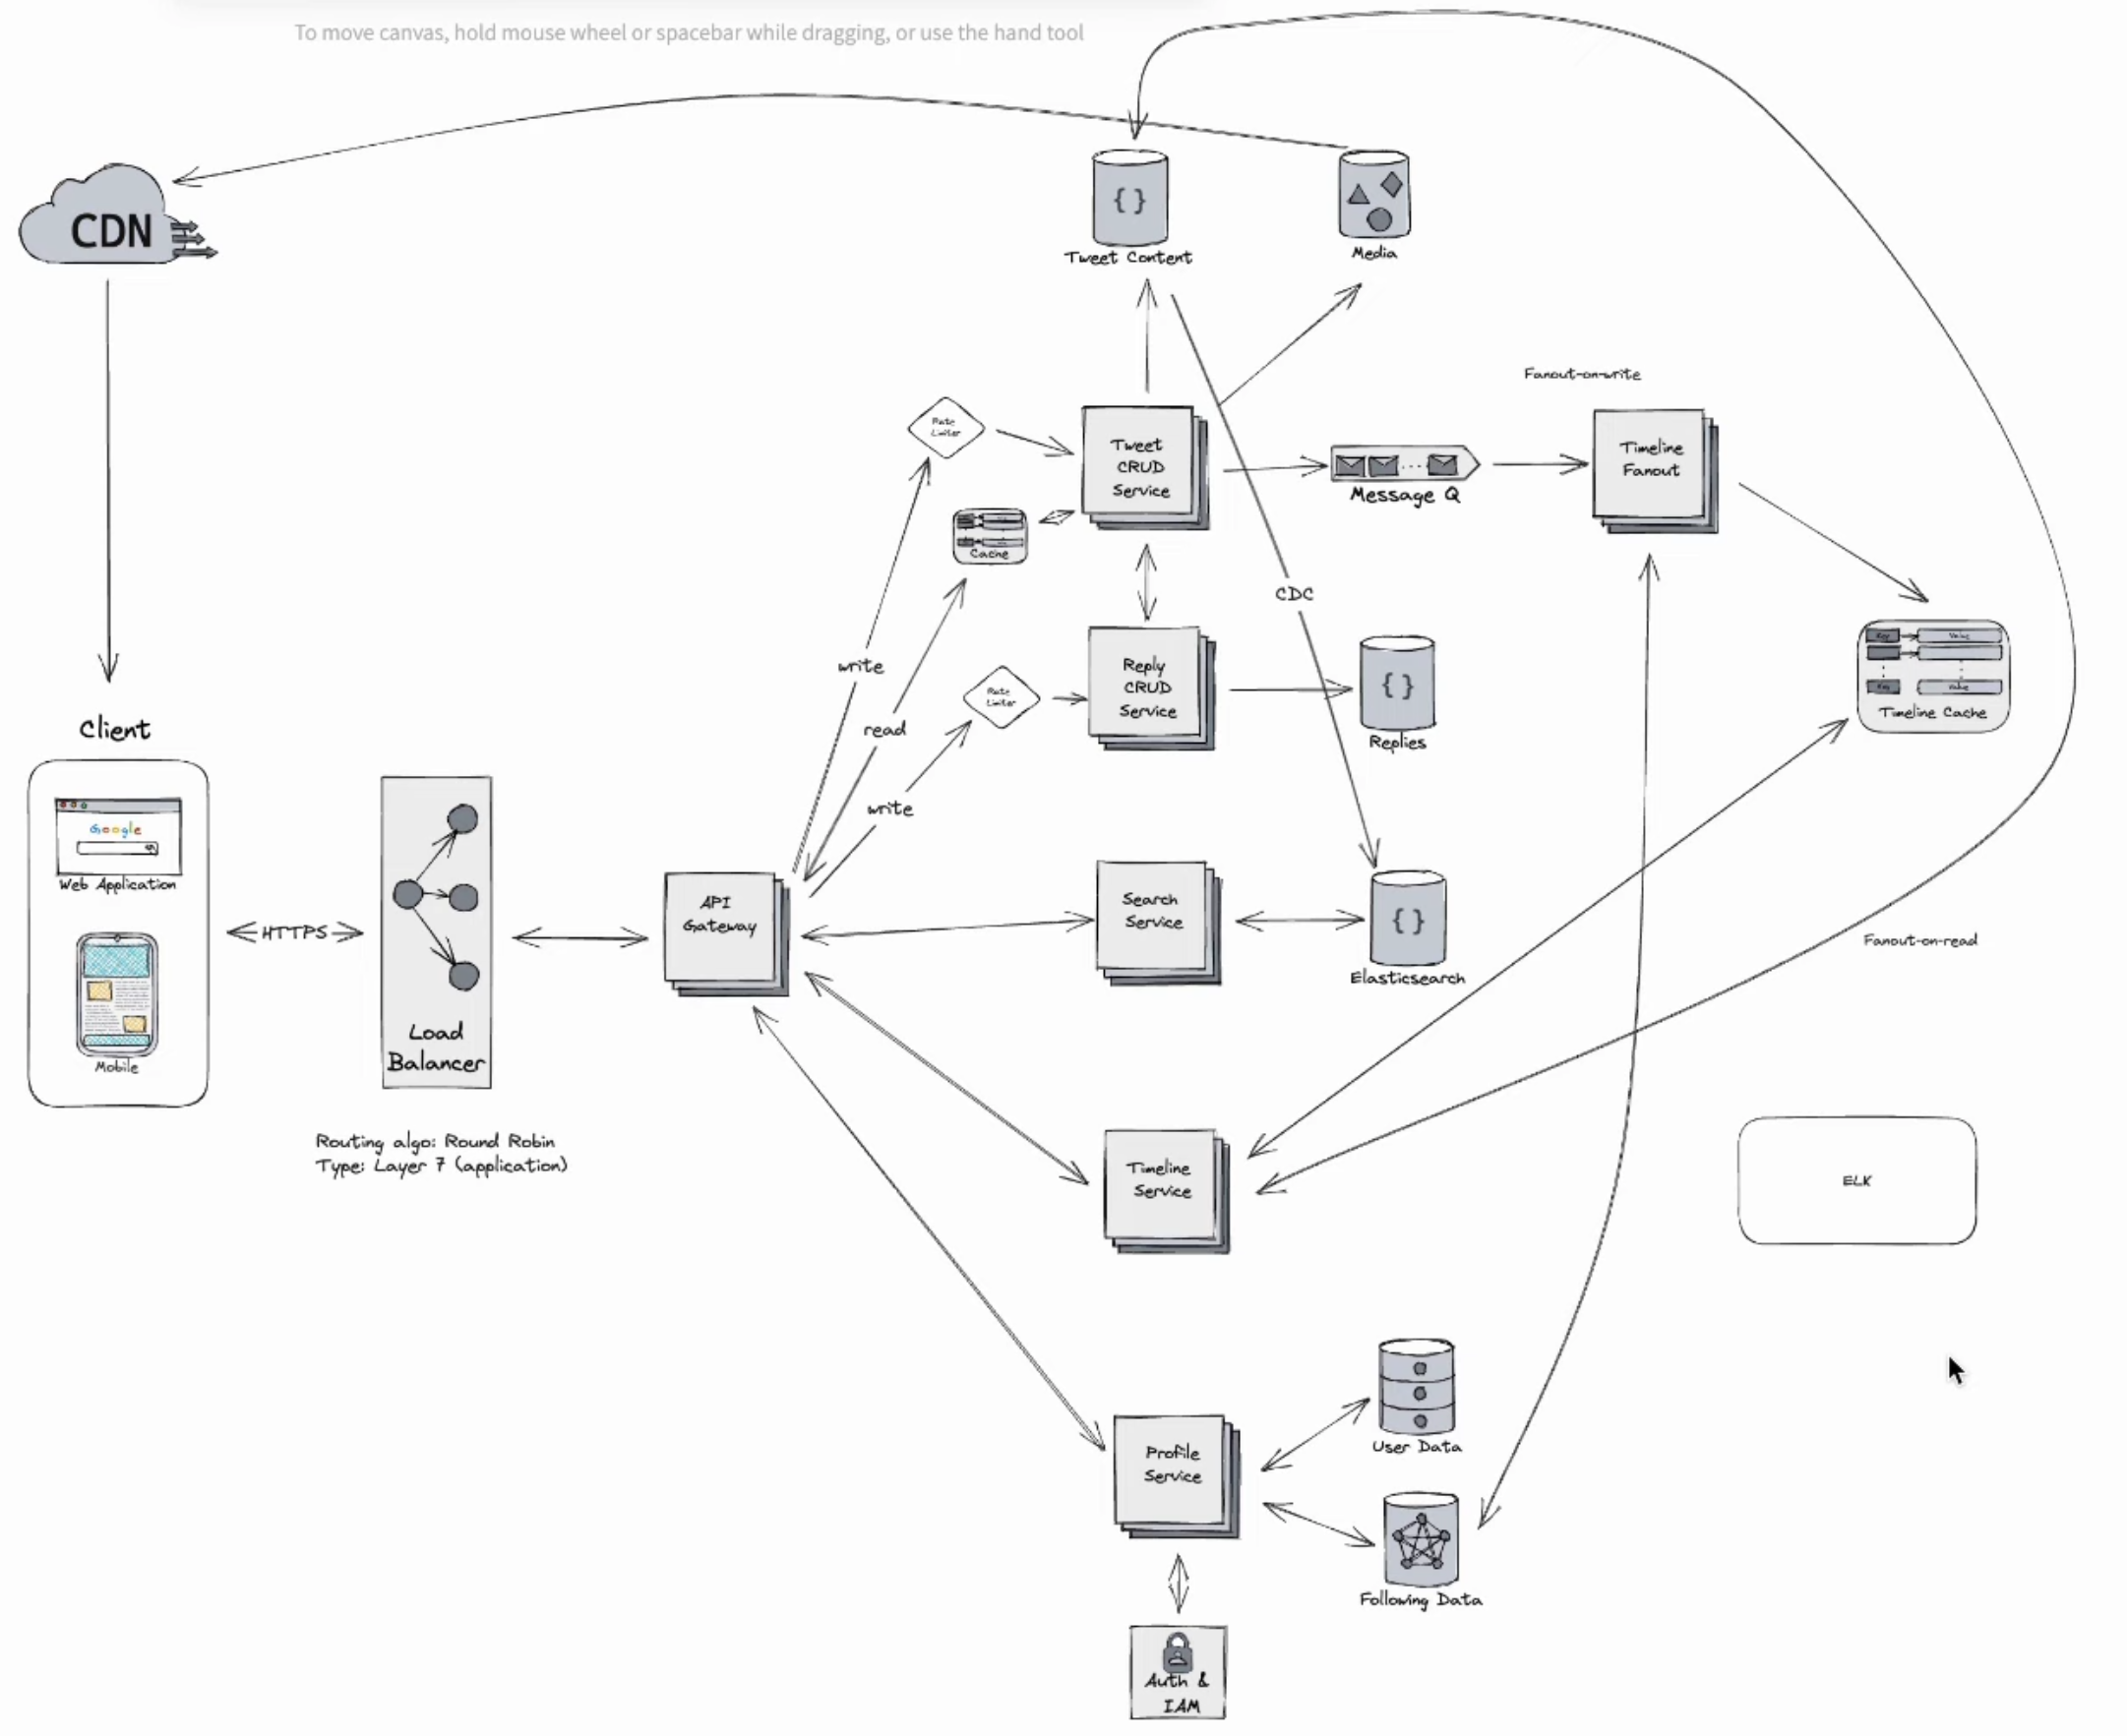 To move canvas, hold mouse wheel or spacebar while dragging, or use the hand tool
CDN
{ }
Tweet Content
Media
Fanout-on-write
Rate
Limiter
Tweet
CRUD
Service
Message Q
Timeline
Fanout
Cache
CDC
write
read
write
Rate
Limiter
Reply
CRUD
Service
{ }
Replies
Key
Value
Key
Value
Timeline Cache
Client
Google
Web Application
Mobile
HTTPS
Load
Balancer
Routing algo: Round Robin
Type: Layer 7 (application)
API
Gateway
Search
Service
{ }
Elasticsearch
Fanout-on-read
Timeline
Service
ELK
Profile
Service
User Data
Following Data
Auth &
IAM